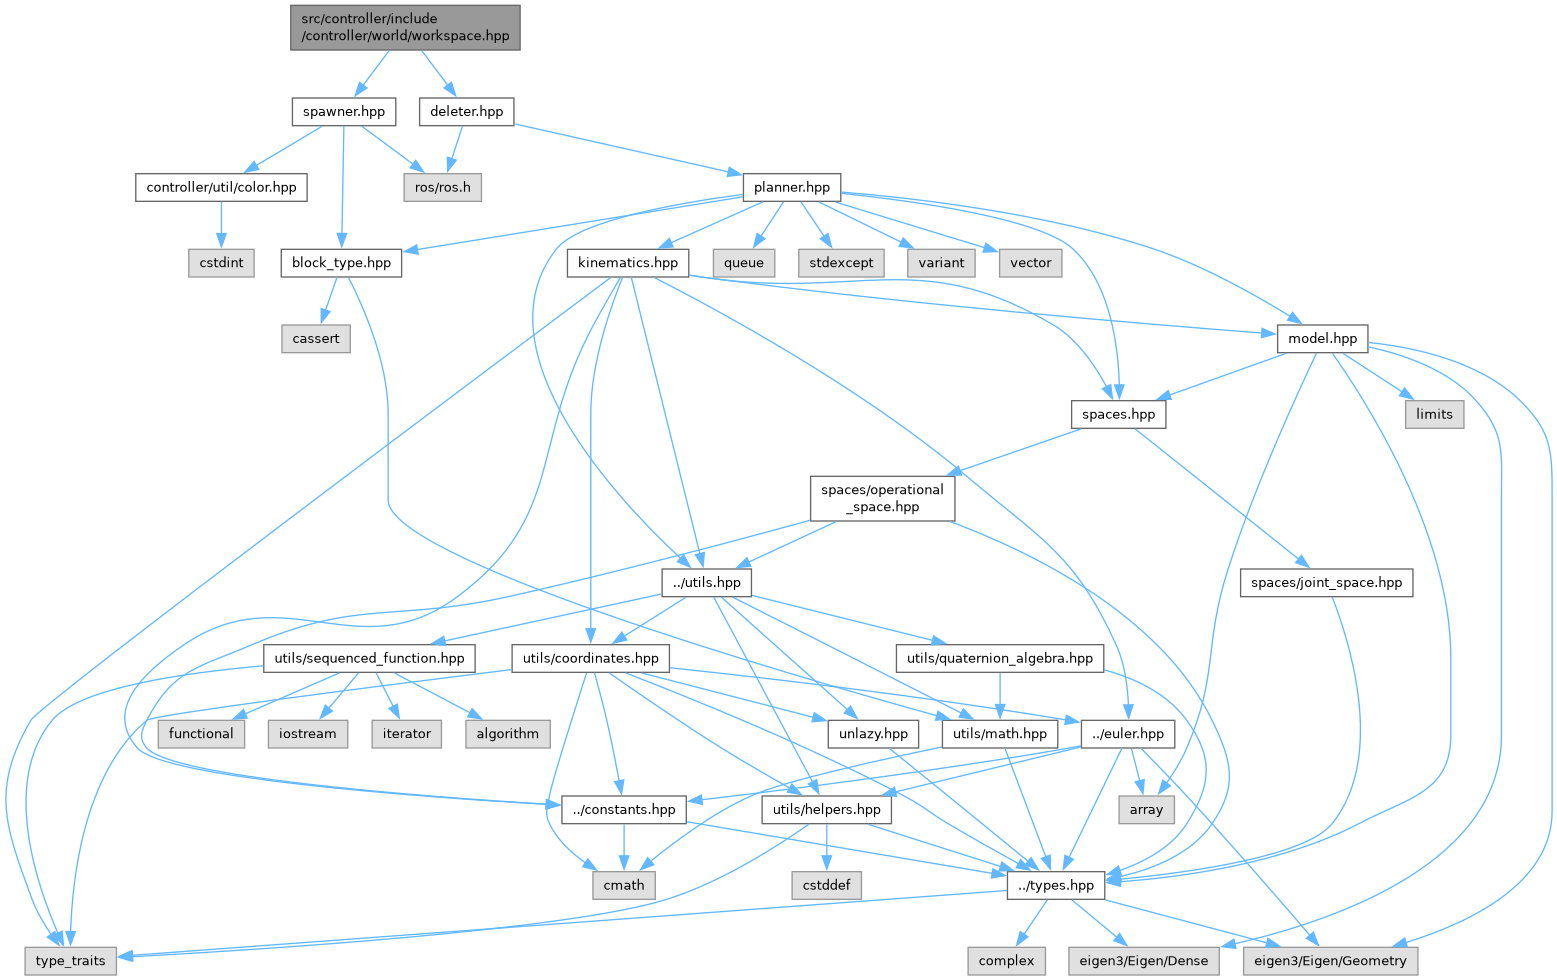 src/controller/include
/controller/world/workspace.hpp
spawner.hpp
deleter.hpp
controller/util/color.hpp
ros/ros.h
planner.hpp
cstdint
block_type.hpp
kinematics.hpp
queue
stdexcept
variant
vector
cassert
model.hpp
spaces.hpp
limits
spaces/operational
_space.hpp
../utils.hpp
spaces/joint_space.hpp
utils/sequenced_function.hpp
utils/coordinates.hpp
utils/quaternion_algebra.hpp
functional
iostream
iterator
algorithm
unlazy.hpp
utils/math.hpp
../euler.hpp
../constants.hpp
utils/helpers.hpp
array
cmath
cstddef
../types.hpp
type_traits
complex
eigen3/Eigen/Dense
eigen3/Eigen/Geometry